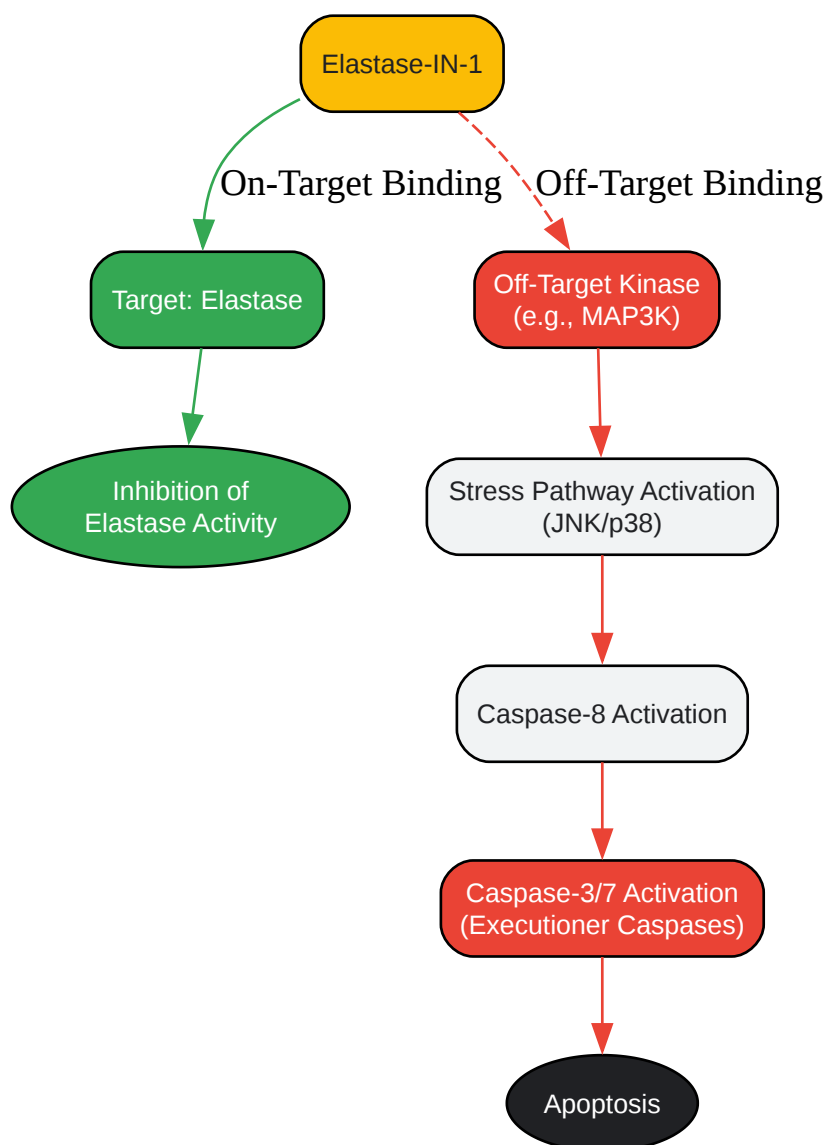 Elastase-IN-1
On-Target Binding
Off-Target Binding
Target: Elastase
Off-Target Kinase
(e.g., MAP3K)
Inhibition of
Elastase Activity
Stress Pathway Activation
(JNK/p38)
Caspase-8 Activation
Caspase-3/7 Activation
(Executioner Caspases)
Apoptosis